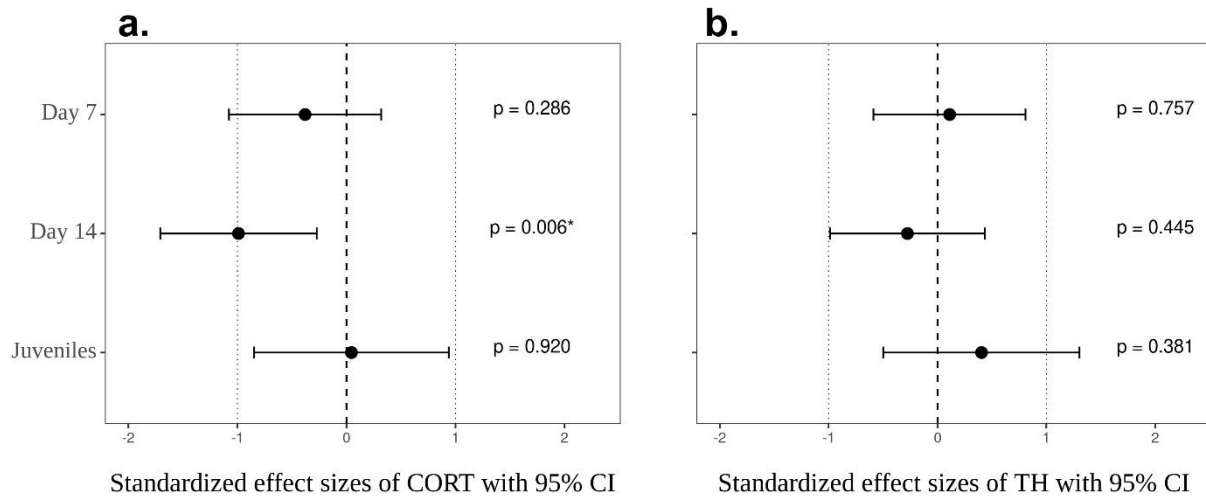 a.
Day 7
p = 0.286
Day 14
p = 0.006*
Juveniles
p = 0.920
-2 -1 0 1 2
Standardized effect sizes of CORT with 95% CI
b.
p = 0.757
p = 0.445
p = 0.381
-2 -1 0 1 2
Standardized effect sizes of TH with 95% CI